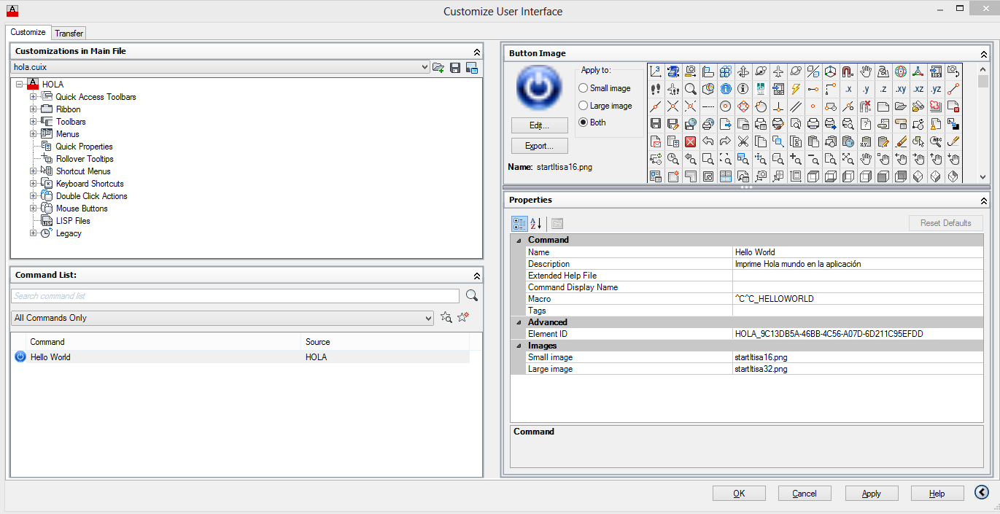 Customize User Interface
Customize
Transfer
Customizations in Main File
hola.cuix
HOLA
Quick Access Toolbars
Ribbon
Toolbars
Menus
Quick Properties
Rollover Tooltips
Shortcut Menus
Keyboard Shortcuts
Double Click Actions
Mouse Buttons
LISP Files
Legacy
Command List:
Search command list
All Commands Only
Command Source
Hello World HOLA
Button Image
Apply to:
Small image
Large image
Both
Edit...
Export...
Name: startItisa16.png
.x .y .z .xy .xz .yz
Properties
Reset Defaults
Command
Name Hello World
Description Imprime Hola mundo en la aplicación
Extended Help File
Command Display Name
Macro ^C^C_HELLOWORLD
Tags
Advanced
Element ID HOLA_9C13DB5A-46BB-4C56-A07D-6D211C95EFDD
Images
Small image startItisa16.png
Large image startItisa32.png
Command
OK
Cancel
Apply
Help